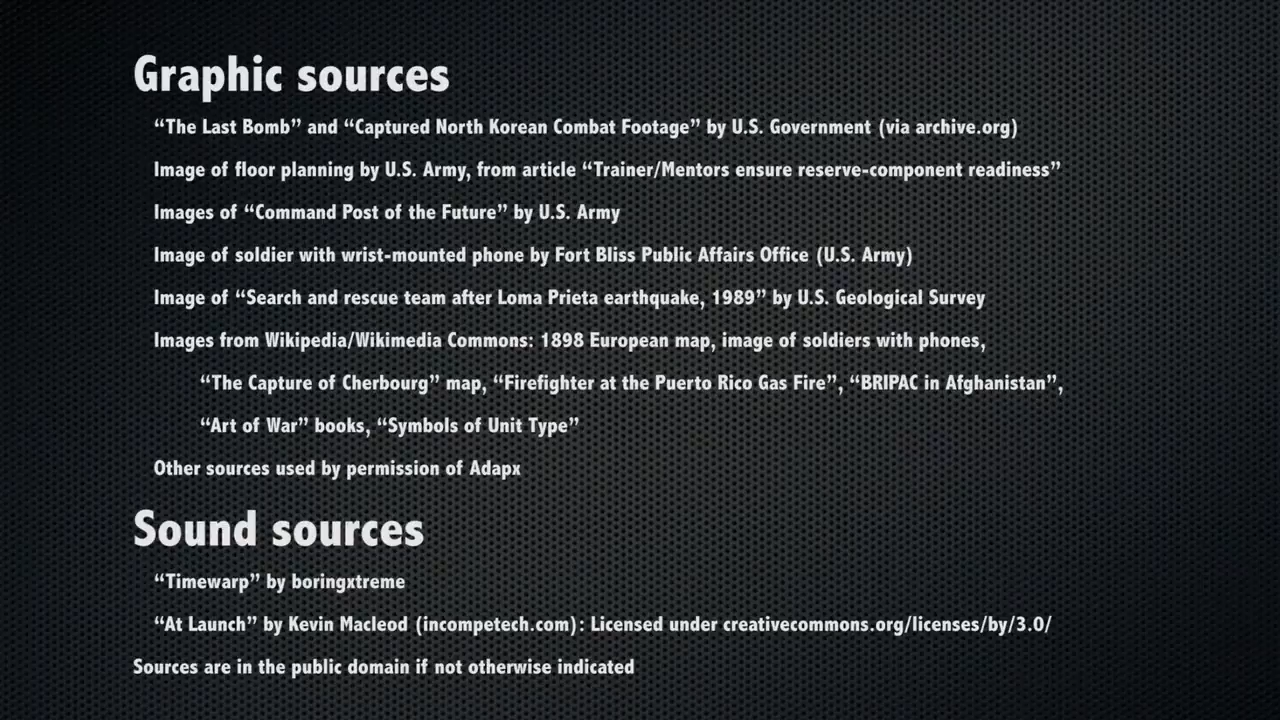 Graphic sources
“The Last Bomb” and “Captured North Korean Combat Footage” by U.S. Government (via archive.org)
Image of floor planning by U.S. Army, from article “Trainer/Mentors ensure reserve-component readiness”
Images of “Command Post of the Future” by U.S. Army
Image of soldier with wrist-mounted phone by Fort Bliss Public Affairs Office (U.S. Army)
Image of “Search and rescue team after Loma Prieta earthquake, 1989” by U.S. Geological Survey
Images from Wikipedia/Wikimedia Commons: 1898 European map, image of soldiers with phones,
“The Capture of Cherbourg” map, “Firefighter at the Puerto Rico Gas Fire”, “BRIPAC in Afghanistan”,
“Art of War” books, “Symbols of Unit Type”
Other sources used by permission of Adapx
Sound sources
“Timewarp” by boringxtreme
“At Launch” by Kevin Macleod (incompetech.com): Licensed under creativecommons.org/licenses/by/3.0/
Sources are in the public domain if not otherwise indicated